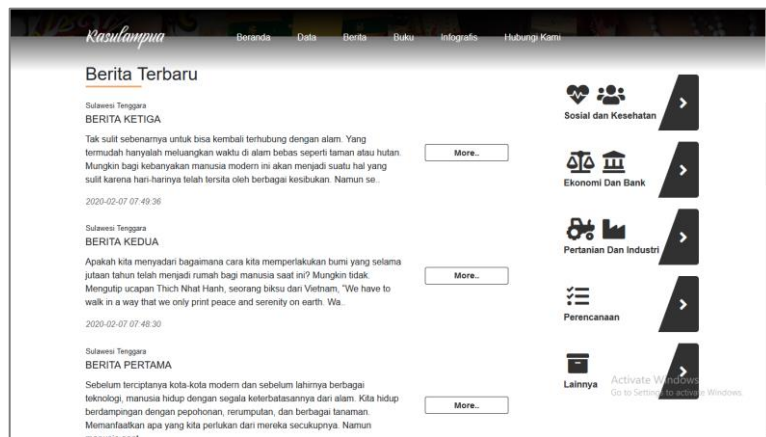 Rasulampua
Beranda Data Berita Buku Infografis Hubungi Kami
Berita Terbaru
Sulawesi Tenggara
BERITA KETIGA
Tak sulit sebenarnya untuk bisa kembali terhubung dengan alam. Yang
termudah hanyalah meluangkan waktu di alam bebas seperti taman atau hutan.
Mungkin bagi kebanyakan manusia modern ini akan menjadi suatu hal yang
sulit karena hari-harinya telah tersita oleh berbagai kesibukan. Namun se..
More..
2020-02-07 07:49:36
Sulawesi Tenggara
BERITA KEDUA
Apakah kita menyadari bagaimana cara kita memperlakukan bumi yang selama
jutaan tahun telah menjadi rumah bagi manusia saat ini? Mungkin tidak.
Mengutip ucapan Thich Nhat Hanh, seorang biksu dari Vietnam, "We have to
walk in a way that we only print peace and serenity on earth. Wa..
More..
2020-02-07 07:48:30
Sulawesi Tenggara
BERITA PERTAMA
Sebelum terciptanya kota-kota modern dan sebelum lahirnya berbagai
teknologi, manusia hidup dengan segala keterbatasannya dari alam. Kita hidup
berdampingan dengan pepohonan, rerumputan, dan berbagai tanaman.
Memanfaatkan apa yang kita perlukan dari mereka secukupnya. Namun
More..
Sosial dan Kesehatan
Ekonomi Dan Bank
Pertanian Dan Industri
Perencanaan
Lainnya
Activate Windows
Go to Settings to activate Windows.